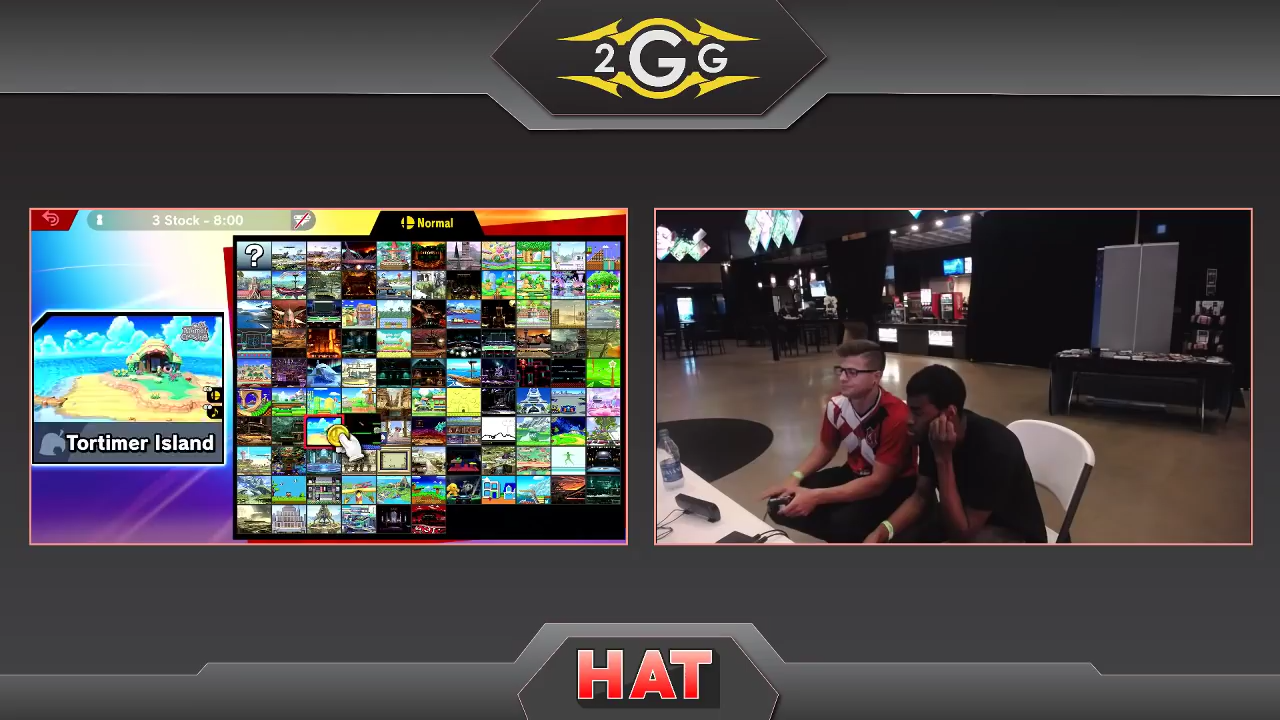 2GG
3 Stock - 8:00
Normal
?
Tortimer Island
HAT